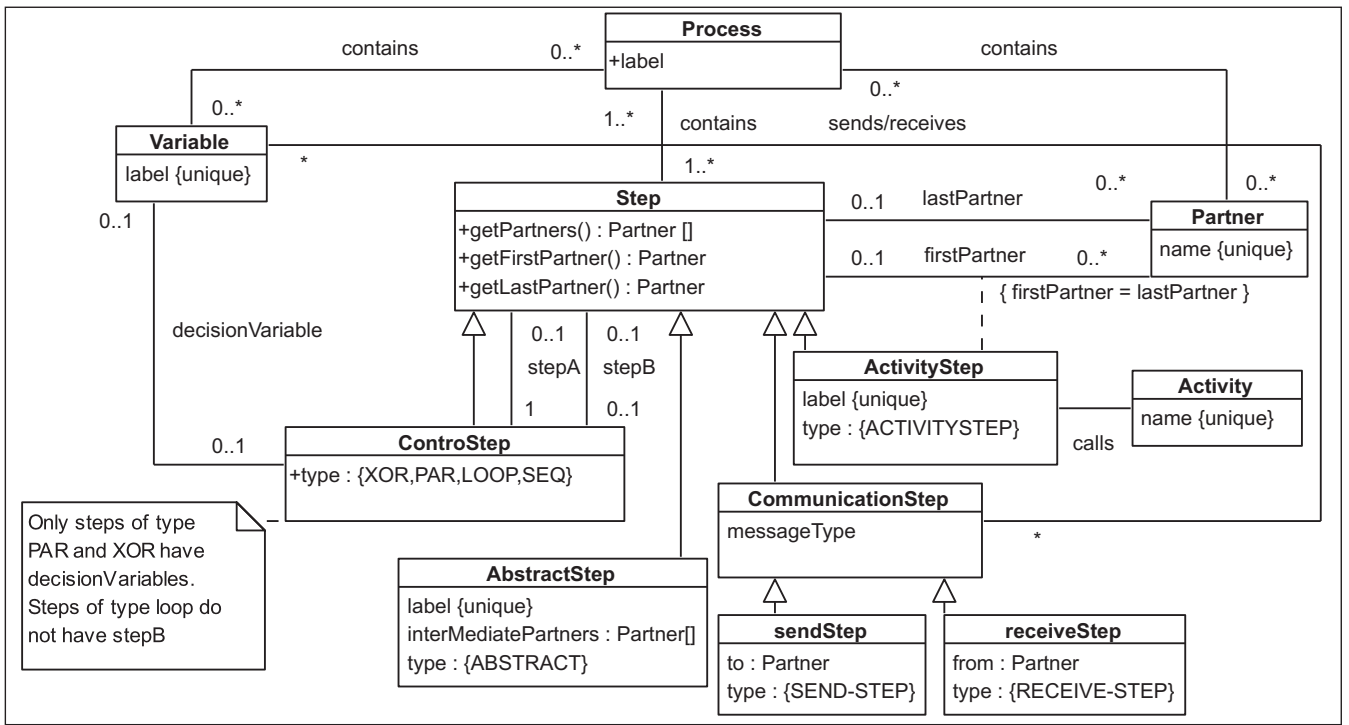 Process
+label
contains
0..*
contains
0..*
0..*
Variable
label {unique}
1..*
contains
sends/receives
*
1..*
0..1
Step
+getPartners() : Partner []
+getFirstPartner() : Partner
+getLastPartner() : Partner
0..1
lastPartner
0..*
0..*
Partner
name {unique}
0..1
firstPartner
0..*
{ firstPartner = lastPartner }
decisionVariable
0..1
stepA
1
0..1
stepB
0..1
ActivityStep
label {unique}
type : {ACTIVITYSTEP}
calls
Activity
name {unique}
0..1
ControStep
+type : {XOR,PAR,LOOP,SEQ}
Only steps of type
PAR and XOR have
decisionVariables.
Steps of type loop do
not have stepB
CommunicationStep
messageType
*
AbstractStep
label {unique}
interMediatePartners : Partner[]
type : {ABSTRACT}
sendStep
to : Partner
type : {SEND-STEP}
receiveStep
from : Partner
type : {RECEIVE-STEP}